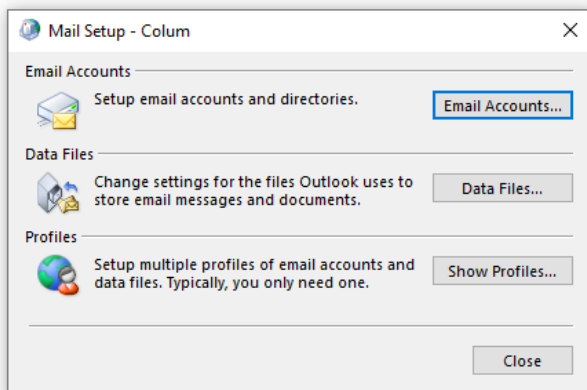 Mail Setup - Colum
Email Accounts
Setup email accounts and directories.
Email Accounts...
Data Files
Change settings for the files Outlook uses to
store email messages and documents.
Data Files...
Profiles
Setup multiple profiles of email accounts and
data files. Typically, you only need one.
Show Profiles...
Close